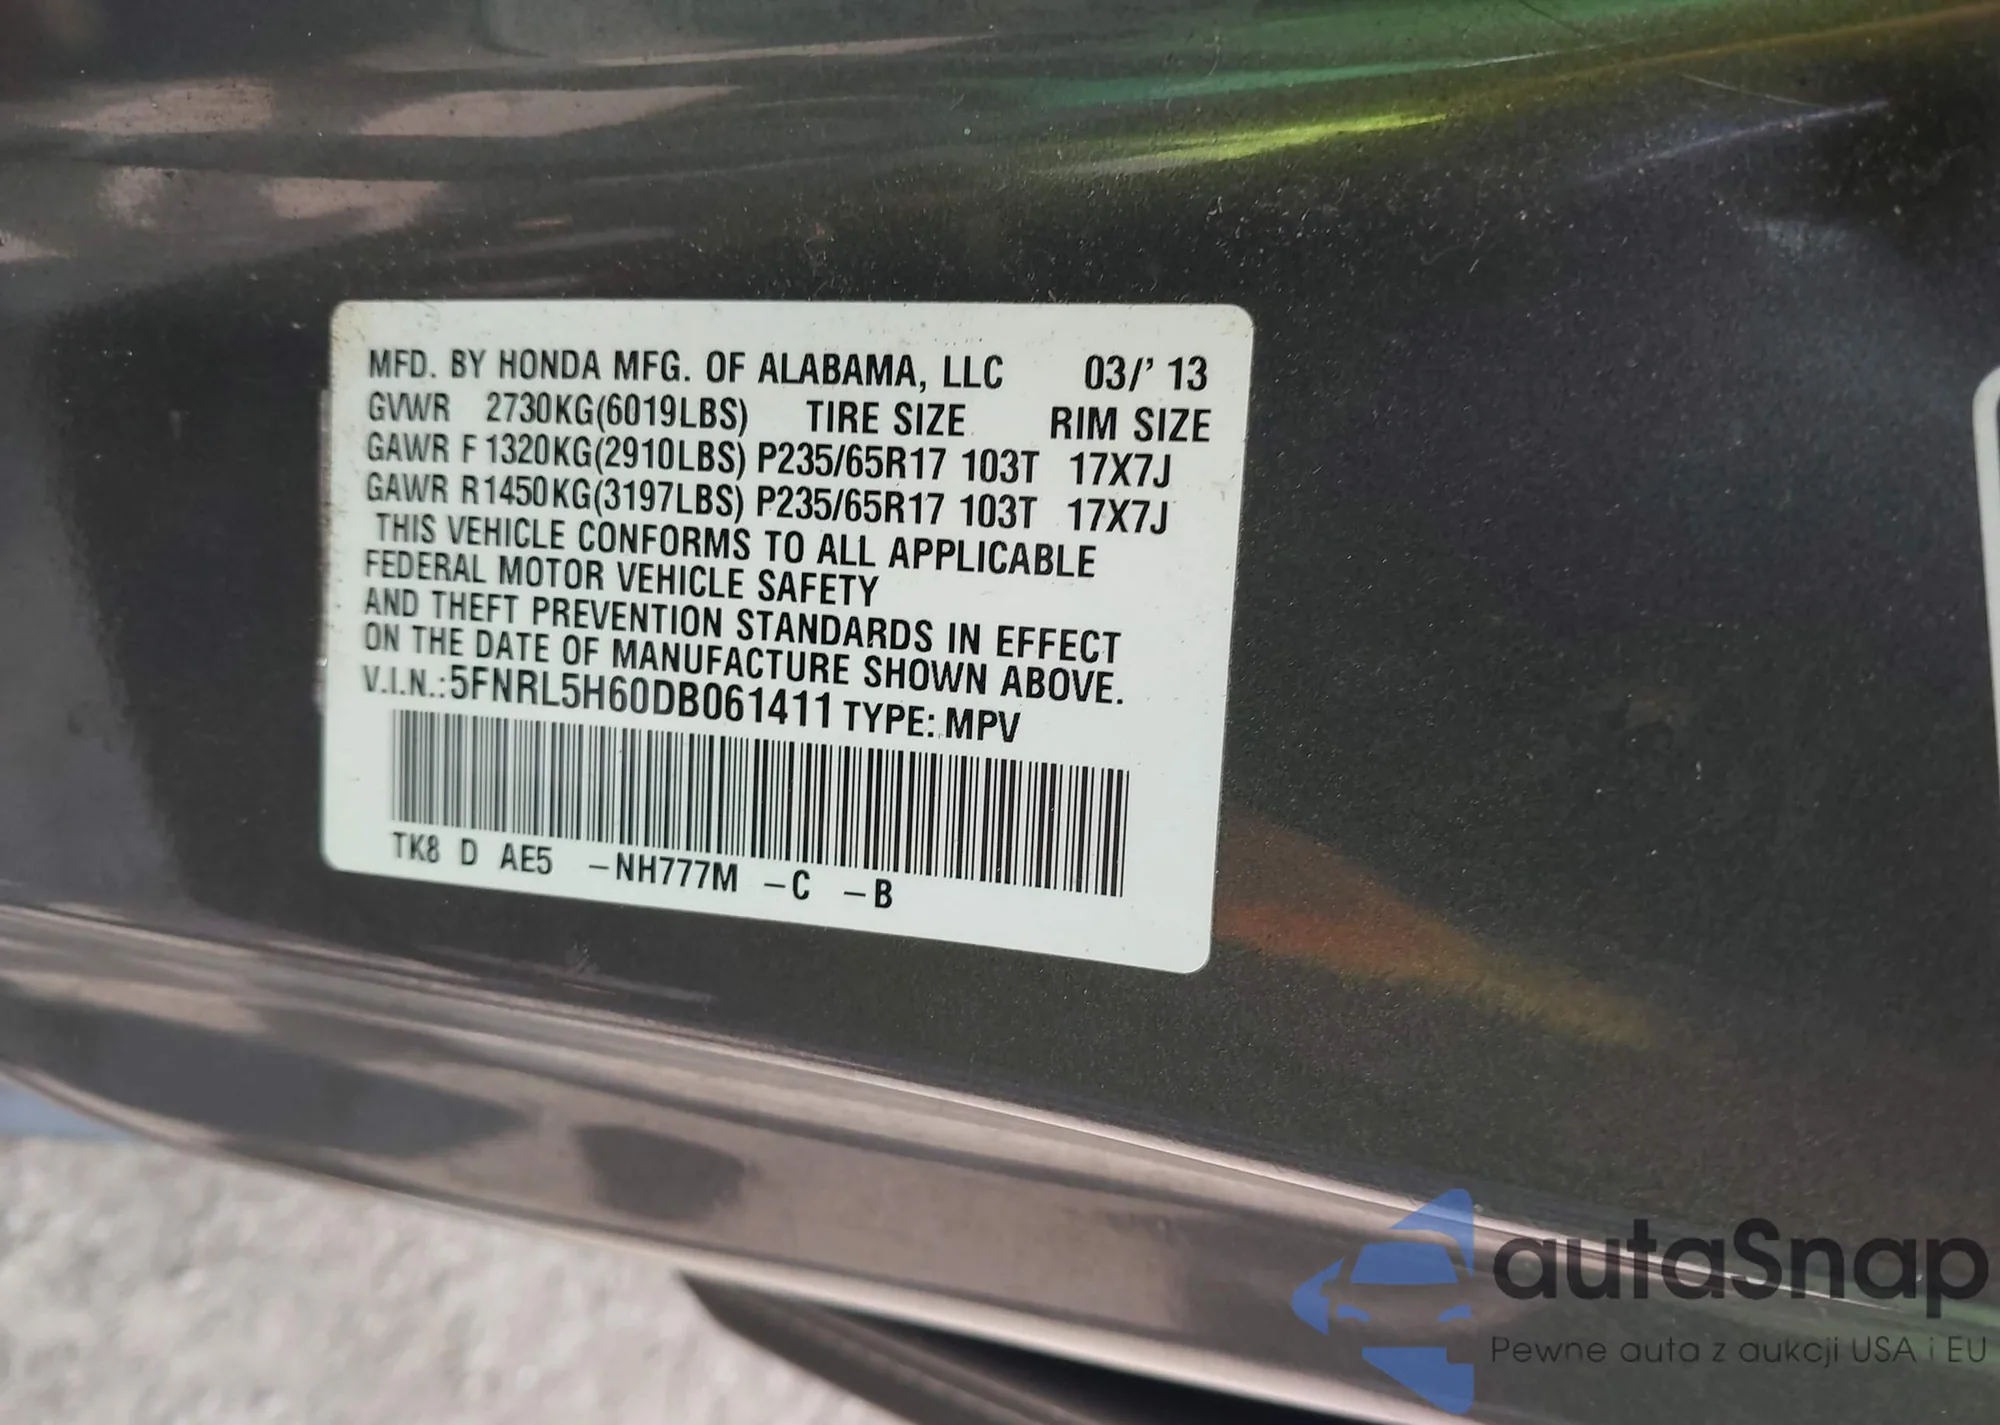 MFD. BY HONDA MFG. OF ALABAMA, LLC 03/' 13
GVWR 2730KG(6019LBS) TIRE SIZE RIM SIZE
GAWR F 1320KG(2910LBS) P235/65R17 103T 17X7J
GAWR R1450KG(3197LBS) P235/65R17 103T 17X7J
THIS VEHICLE CONFORMS TO ALL APPLICABLE
FEDERAL MOTOR VEHICLE SAFETY
AND THEFT PREVENTION STANDARDS IN EFFECT
ON THE DATE OF MANUFACTURE SHOWN ABOVE.
V.I.N.:5FNRL5H60DB061411 TYPE: MPV
TK8 D AE5 –NH777M –C –B
autaSnap
Pewne auta z aukcji USA i EU